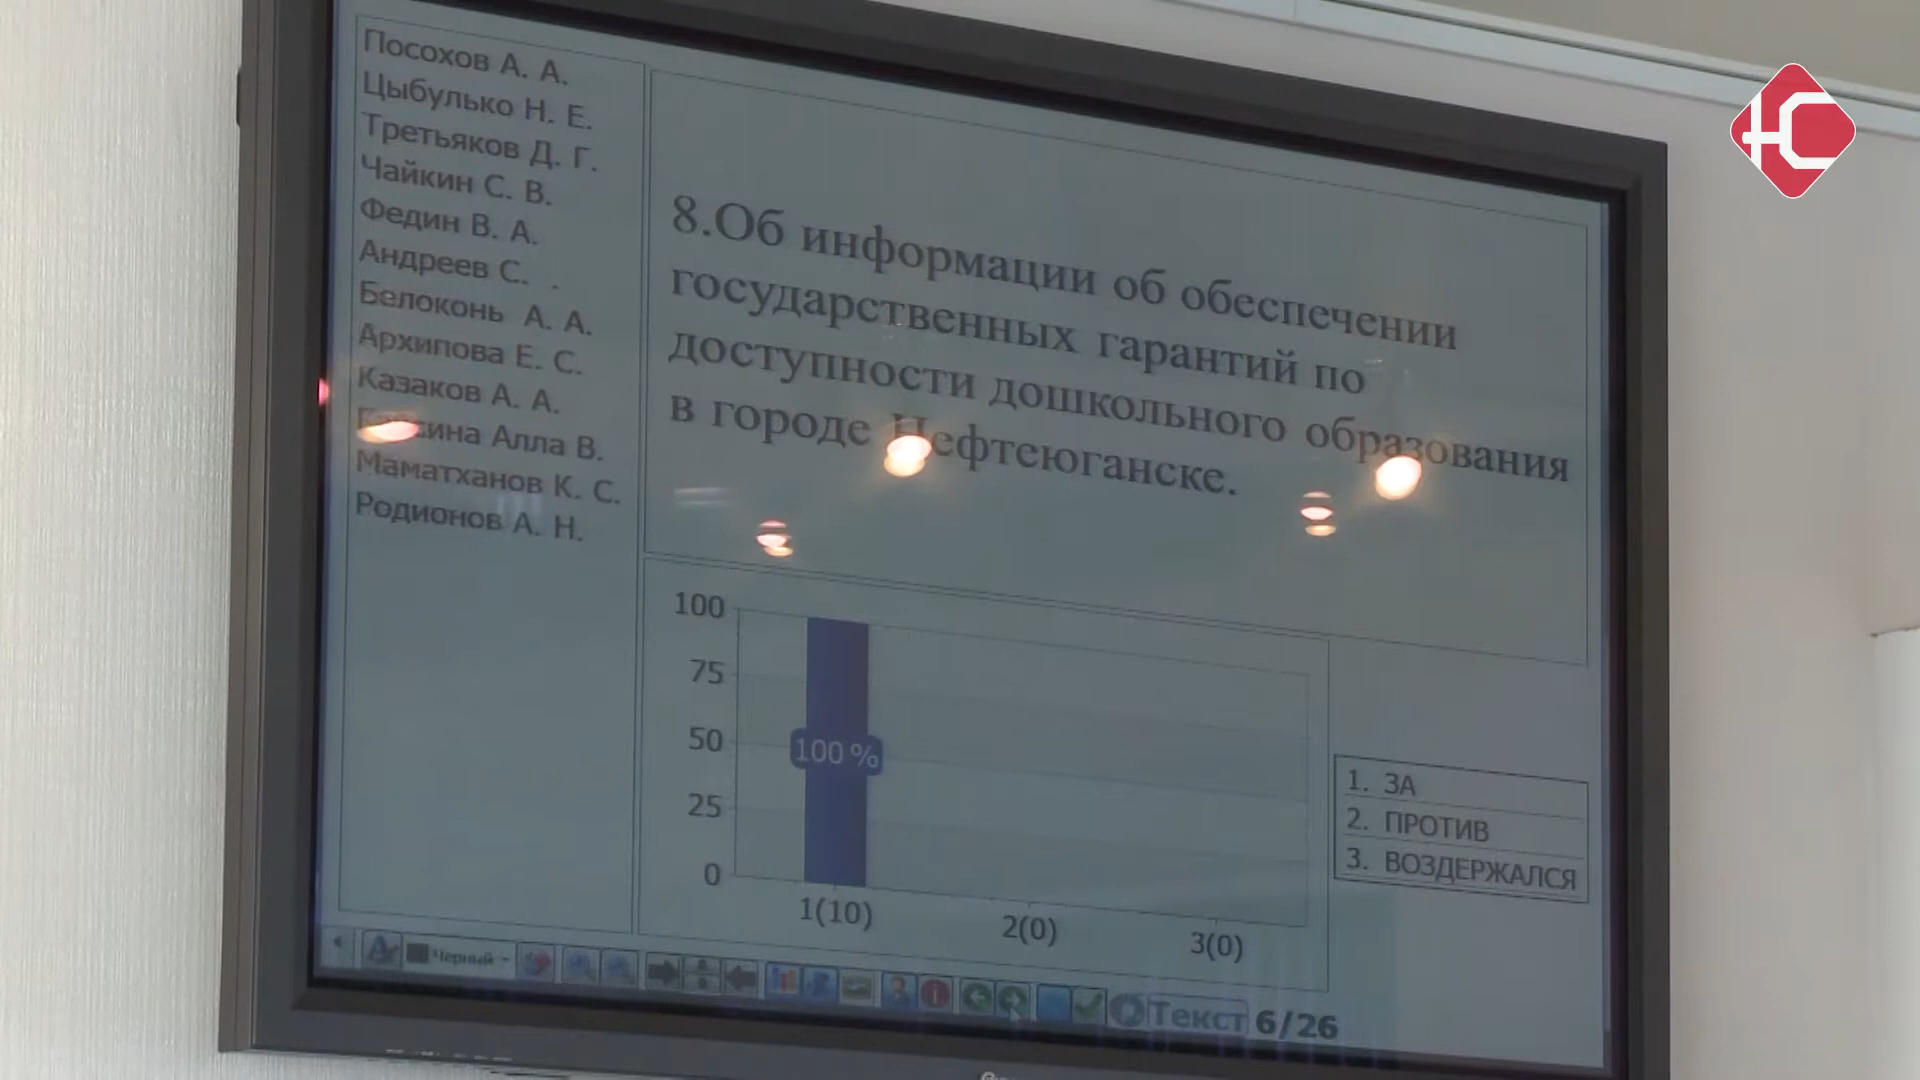 Посохов А. А.
Цыбулько Н. Е.
Третьяков Д. Г.
Чайкин С. В.
Федин В. А.
Андреев С. .
Белоконь А. А.
Архипова Е. С.
Казаков А. А.
Алла В.
Маматханов К. С.
Родионов А. Н.
8.Об информации об обеспечении
государственных гарантий по
доступности дошкольного образования
в городе Нефтеюганске.
100
75
50
25
0
100 %
1(10)
2(0)
3(0)
1. ЗА
2. ПРОТИВ
3. ВОЗДЕРЖАЛСЯ
Черный
Текст 6/26
ЮС